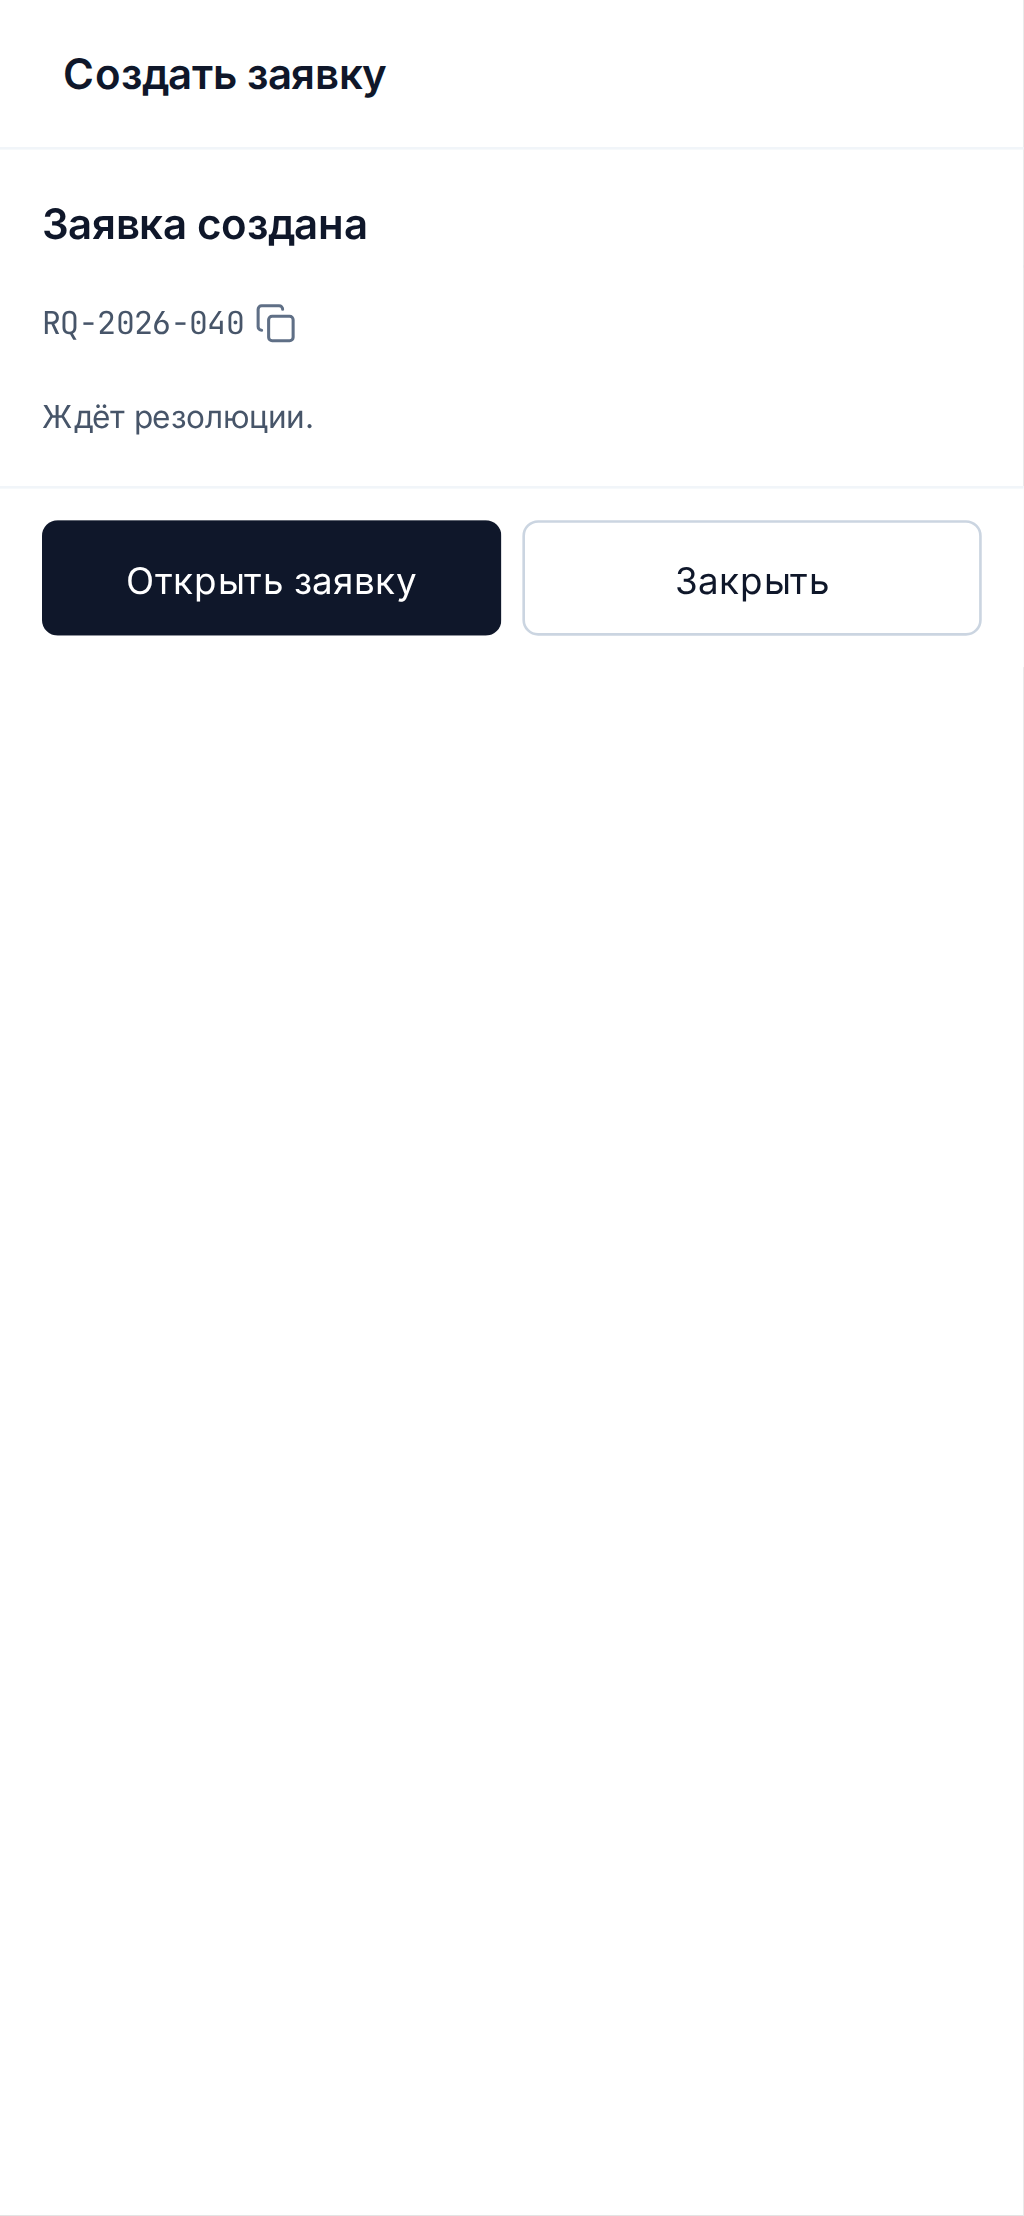 Создать заявку
Заявка создана
RQ-2026-040
Ждёт резолюции.
Открыть заявку
Закрыть